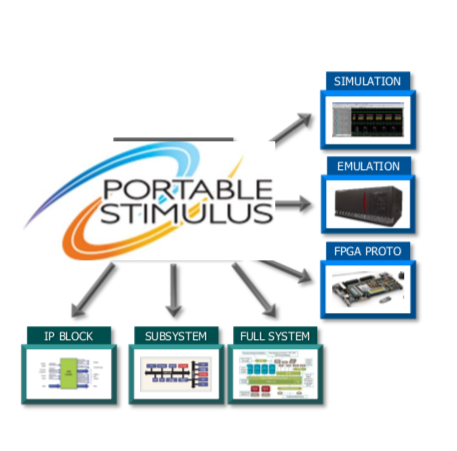 SIMULATION
EMULATION
PORTABLE
STIMULUS
FPGA PROTO
IP BLOCK
SUBSYSTEM
FULL SYSTEM